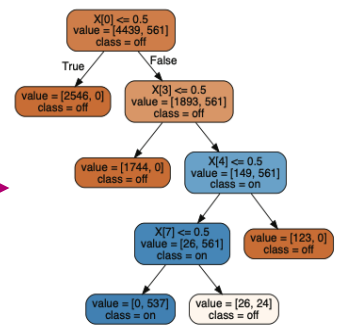 X[0] <= 0.5
value = [4439, 561]
class = off
True
False
value = [2546, 0]
class = off
X[3] <= 0.5
value = [1893, 561]
class = off
value = [1744, 0]
class = off
X[4] <= 0.5
value = [149, 561]
class = on
X[7] <= 0.5
value = [26, 561]
class = on
value = [123, 0]
class = off
value = [0, 537]
class = on
value = [26, 24]
class = off